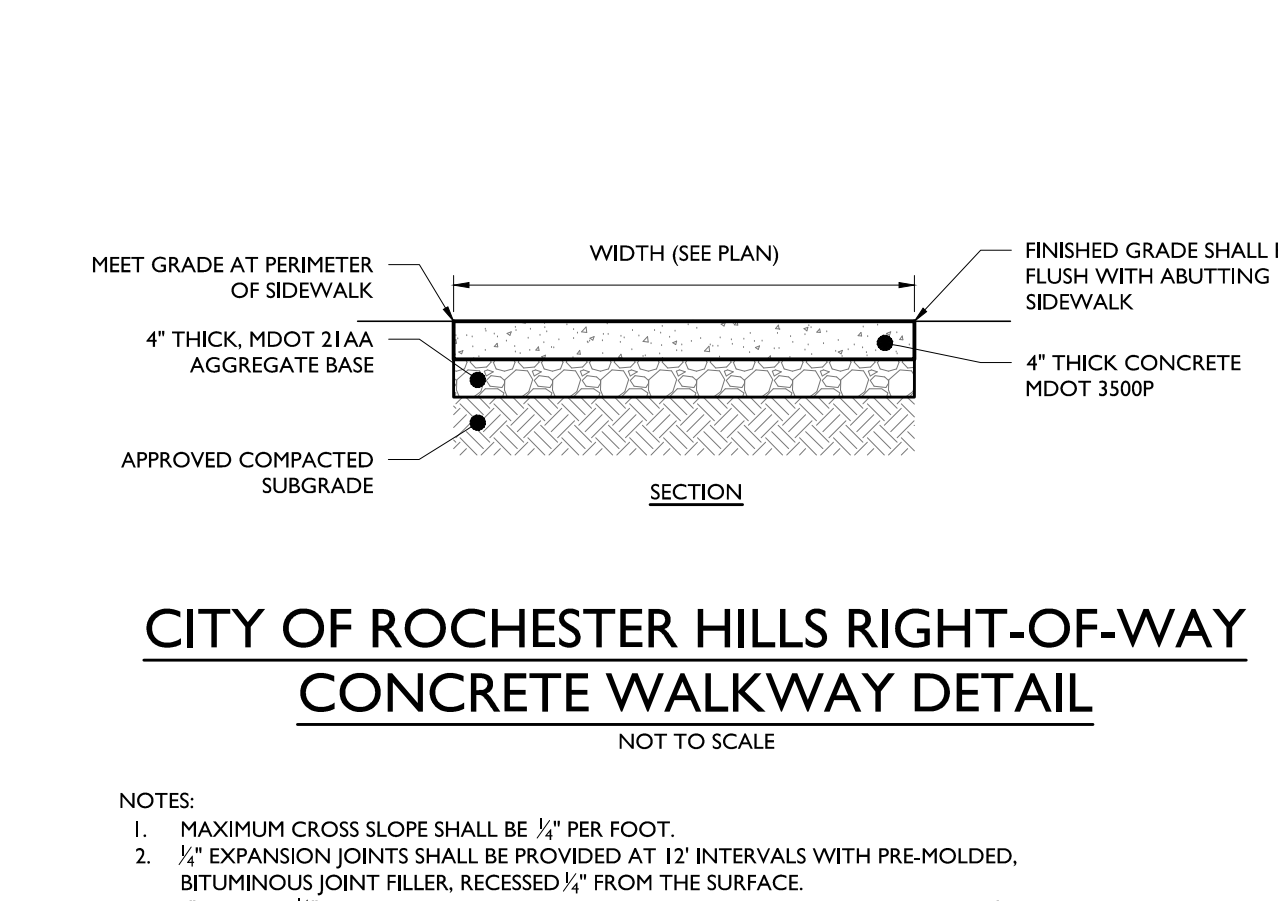 WIDTH (SEE PLAN)
MEET GRADE AT PERIMETER
OF SIDEWALK
4" THICK, MDOT 21AA
AGGREGATE BASE
APPROVED COMPACTED
SUBGRADE
FINISHED GRADE SHALL
FLUSH WITH ABUTTING
SIDEWALK
4" THICK CONCRETE
MDOT 3500P
SECTION
CITY OF ROCHESTER HILLS RIGHT-OF-WAY
CONCRETE WALKWAY DETAIL
NOT TO SCALE
NOTES:
1. MAXIMUM CROSS SLOPE SHALL BE ¼" PER FOOT.
2. ¼" EXPANSION JOINTS SHALL BE PROVIDED AT 12' INTERVALS WITH PRE-MOLDED,
BITUMINOUS JOINT FILLER, RECESSED ¼" FROM THE SURFACE.